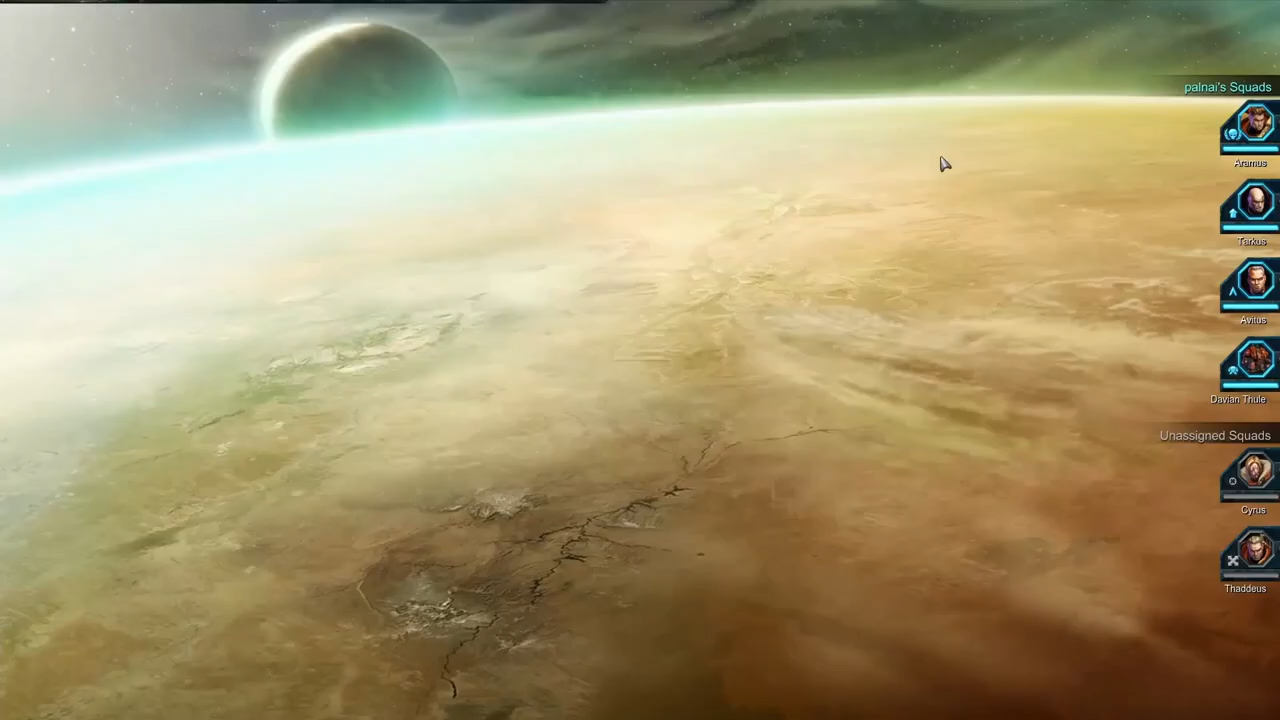 palnai's Squads
Aramus
Tarkus
Avitus
Davian Thule
Unassigned Squads
Cyrus
Thaddeus